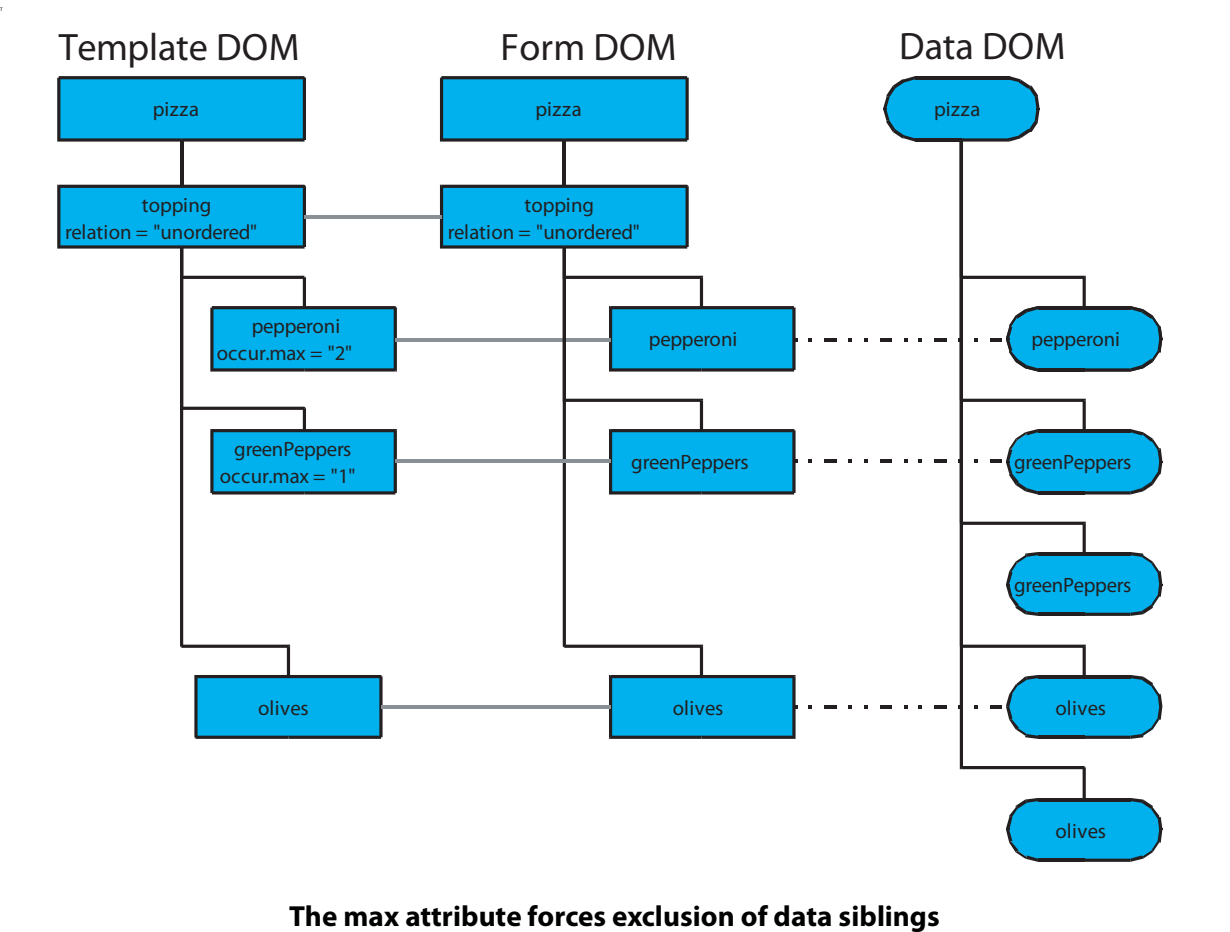 Template DOM
Form DOM
Data DOM
pizza
pizza
pizza
topping
relation = "unordered"
topping
relation = "unordered"
pepperoni
occur.max = "2"
pepperoni
pepperoni
greenPeppers
occur.max = "1"
greenPeppers
greenPeppers
greenPeppers
olives
olives
olives
olives
The max attribute forces exclusion of data siblings